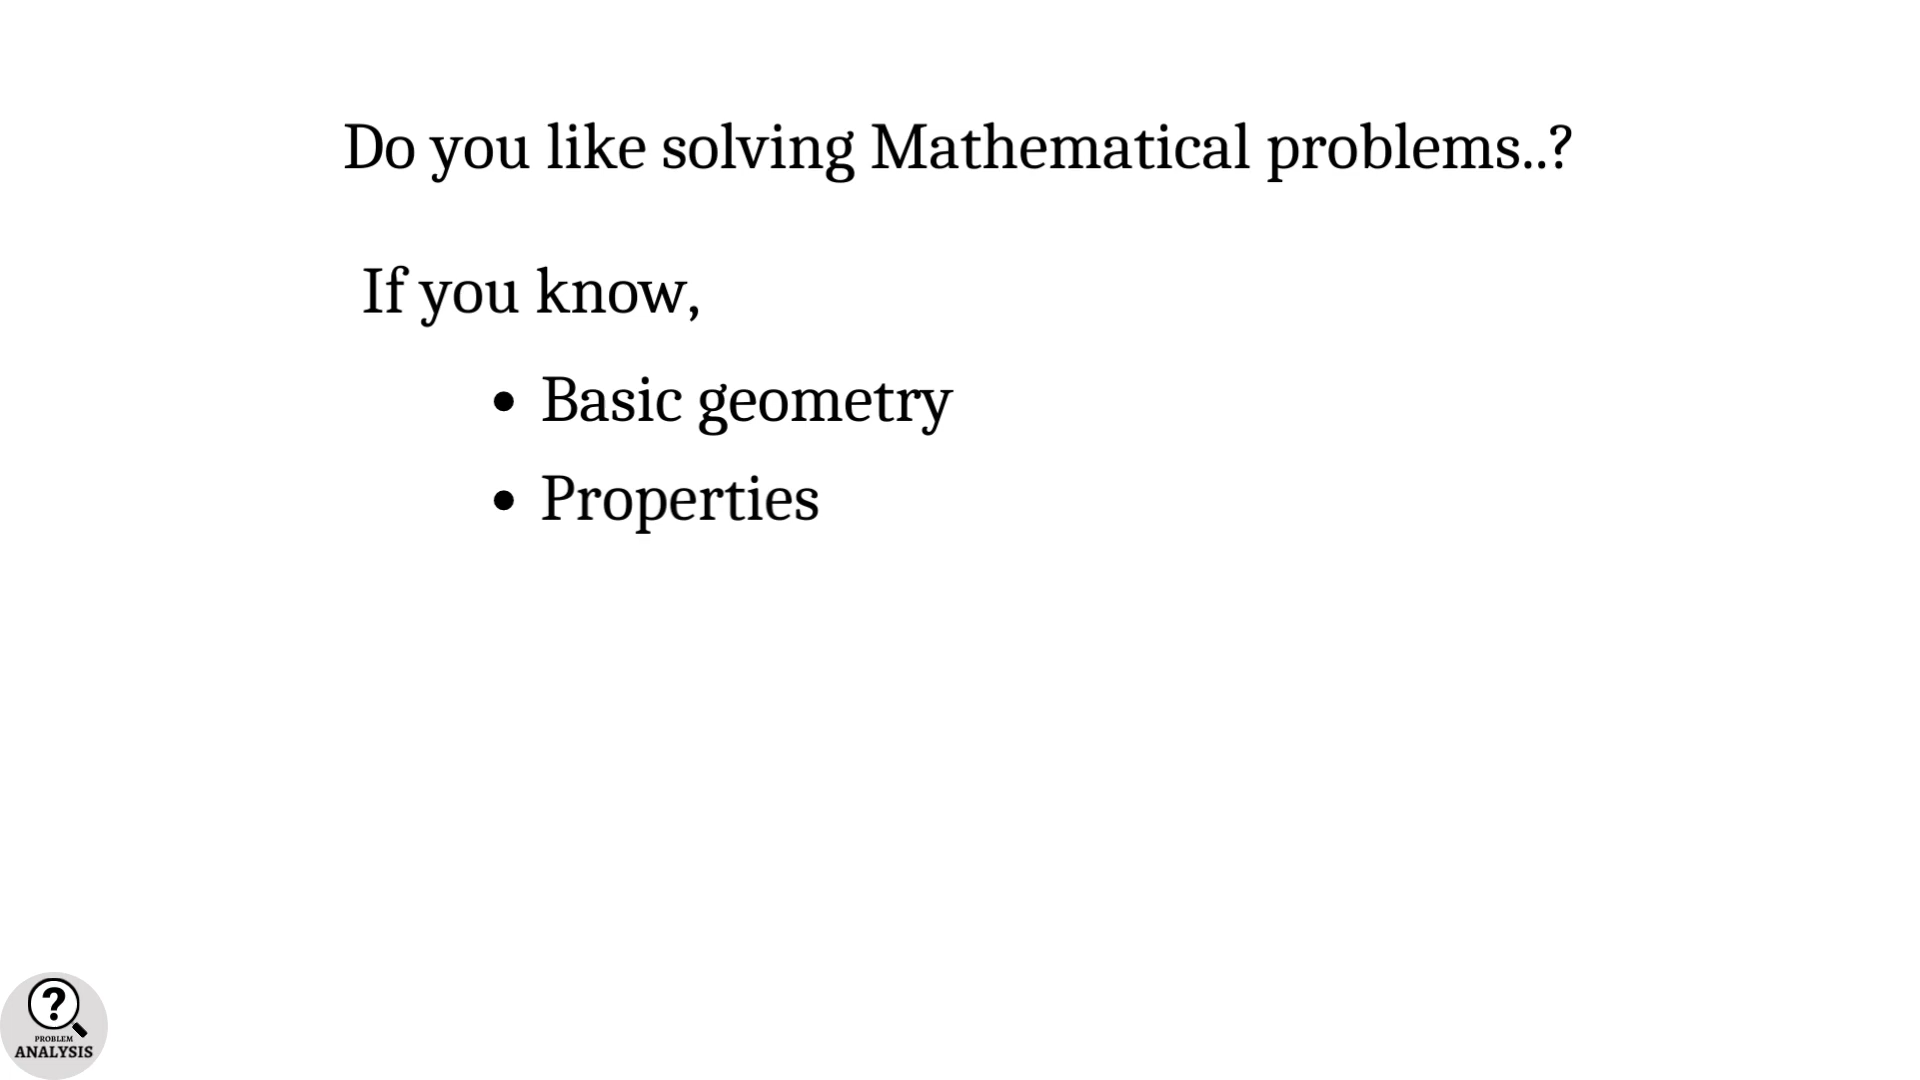 Do you like solving Mathematical problems..?
If you know,
• Basic geometry
• Properties
?
PROBLEM
ANALYSIS